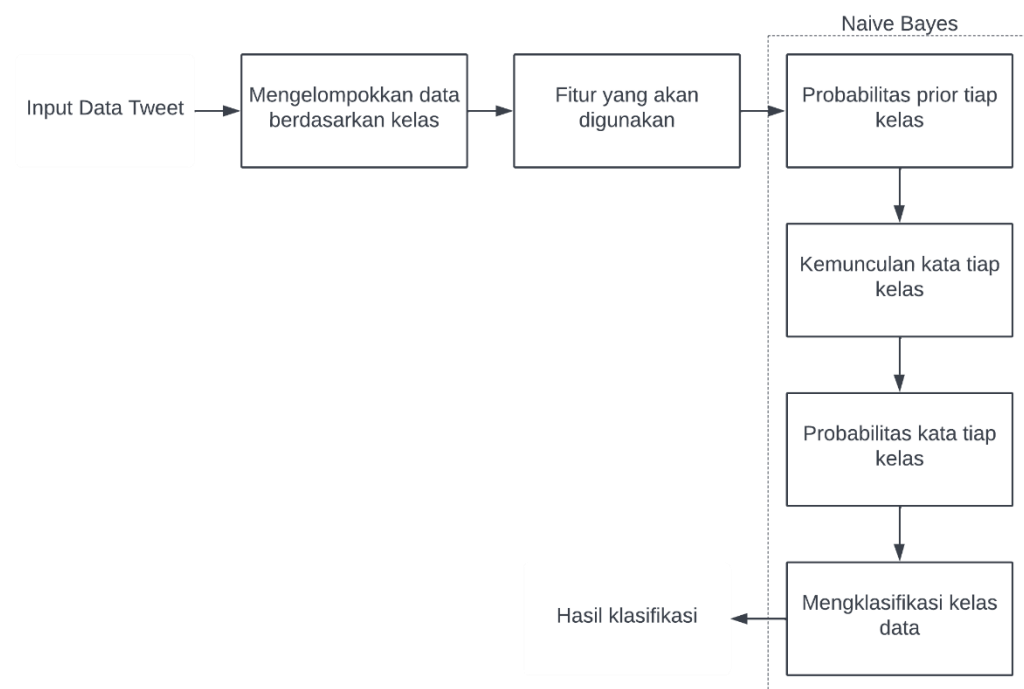 Naive Bayes
Input Data Tweet
Mengelompokkan data
berdasarkan kelas
Fitur yang akan
digunakan
Probabilitas prior tiap
kelas
Kemunculan kata tiap
kelas
Probabilitas kata tiap
kelas
Mengklasifikasi kelas
data
Hasil klasifikasi